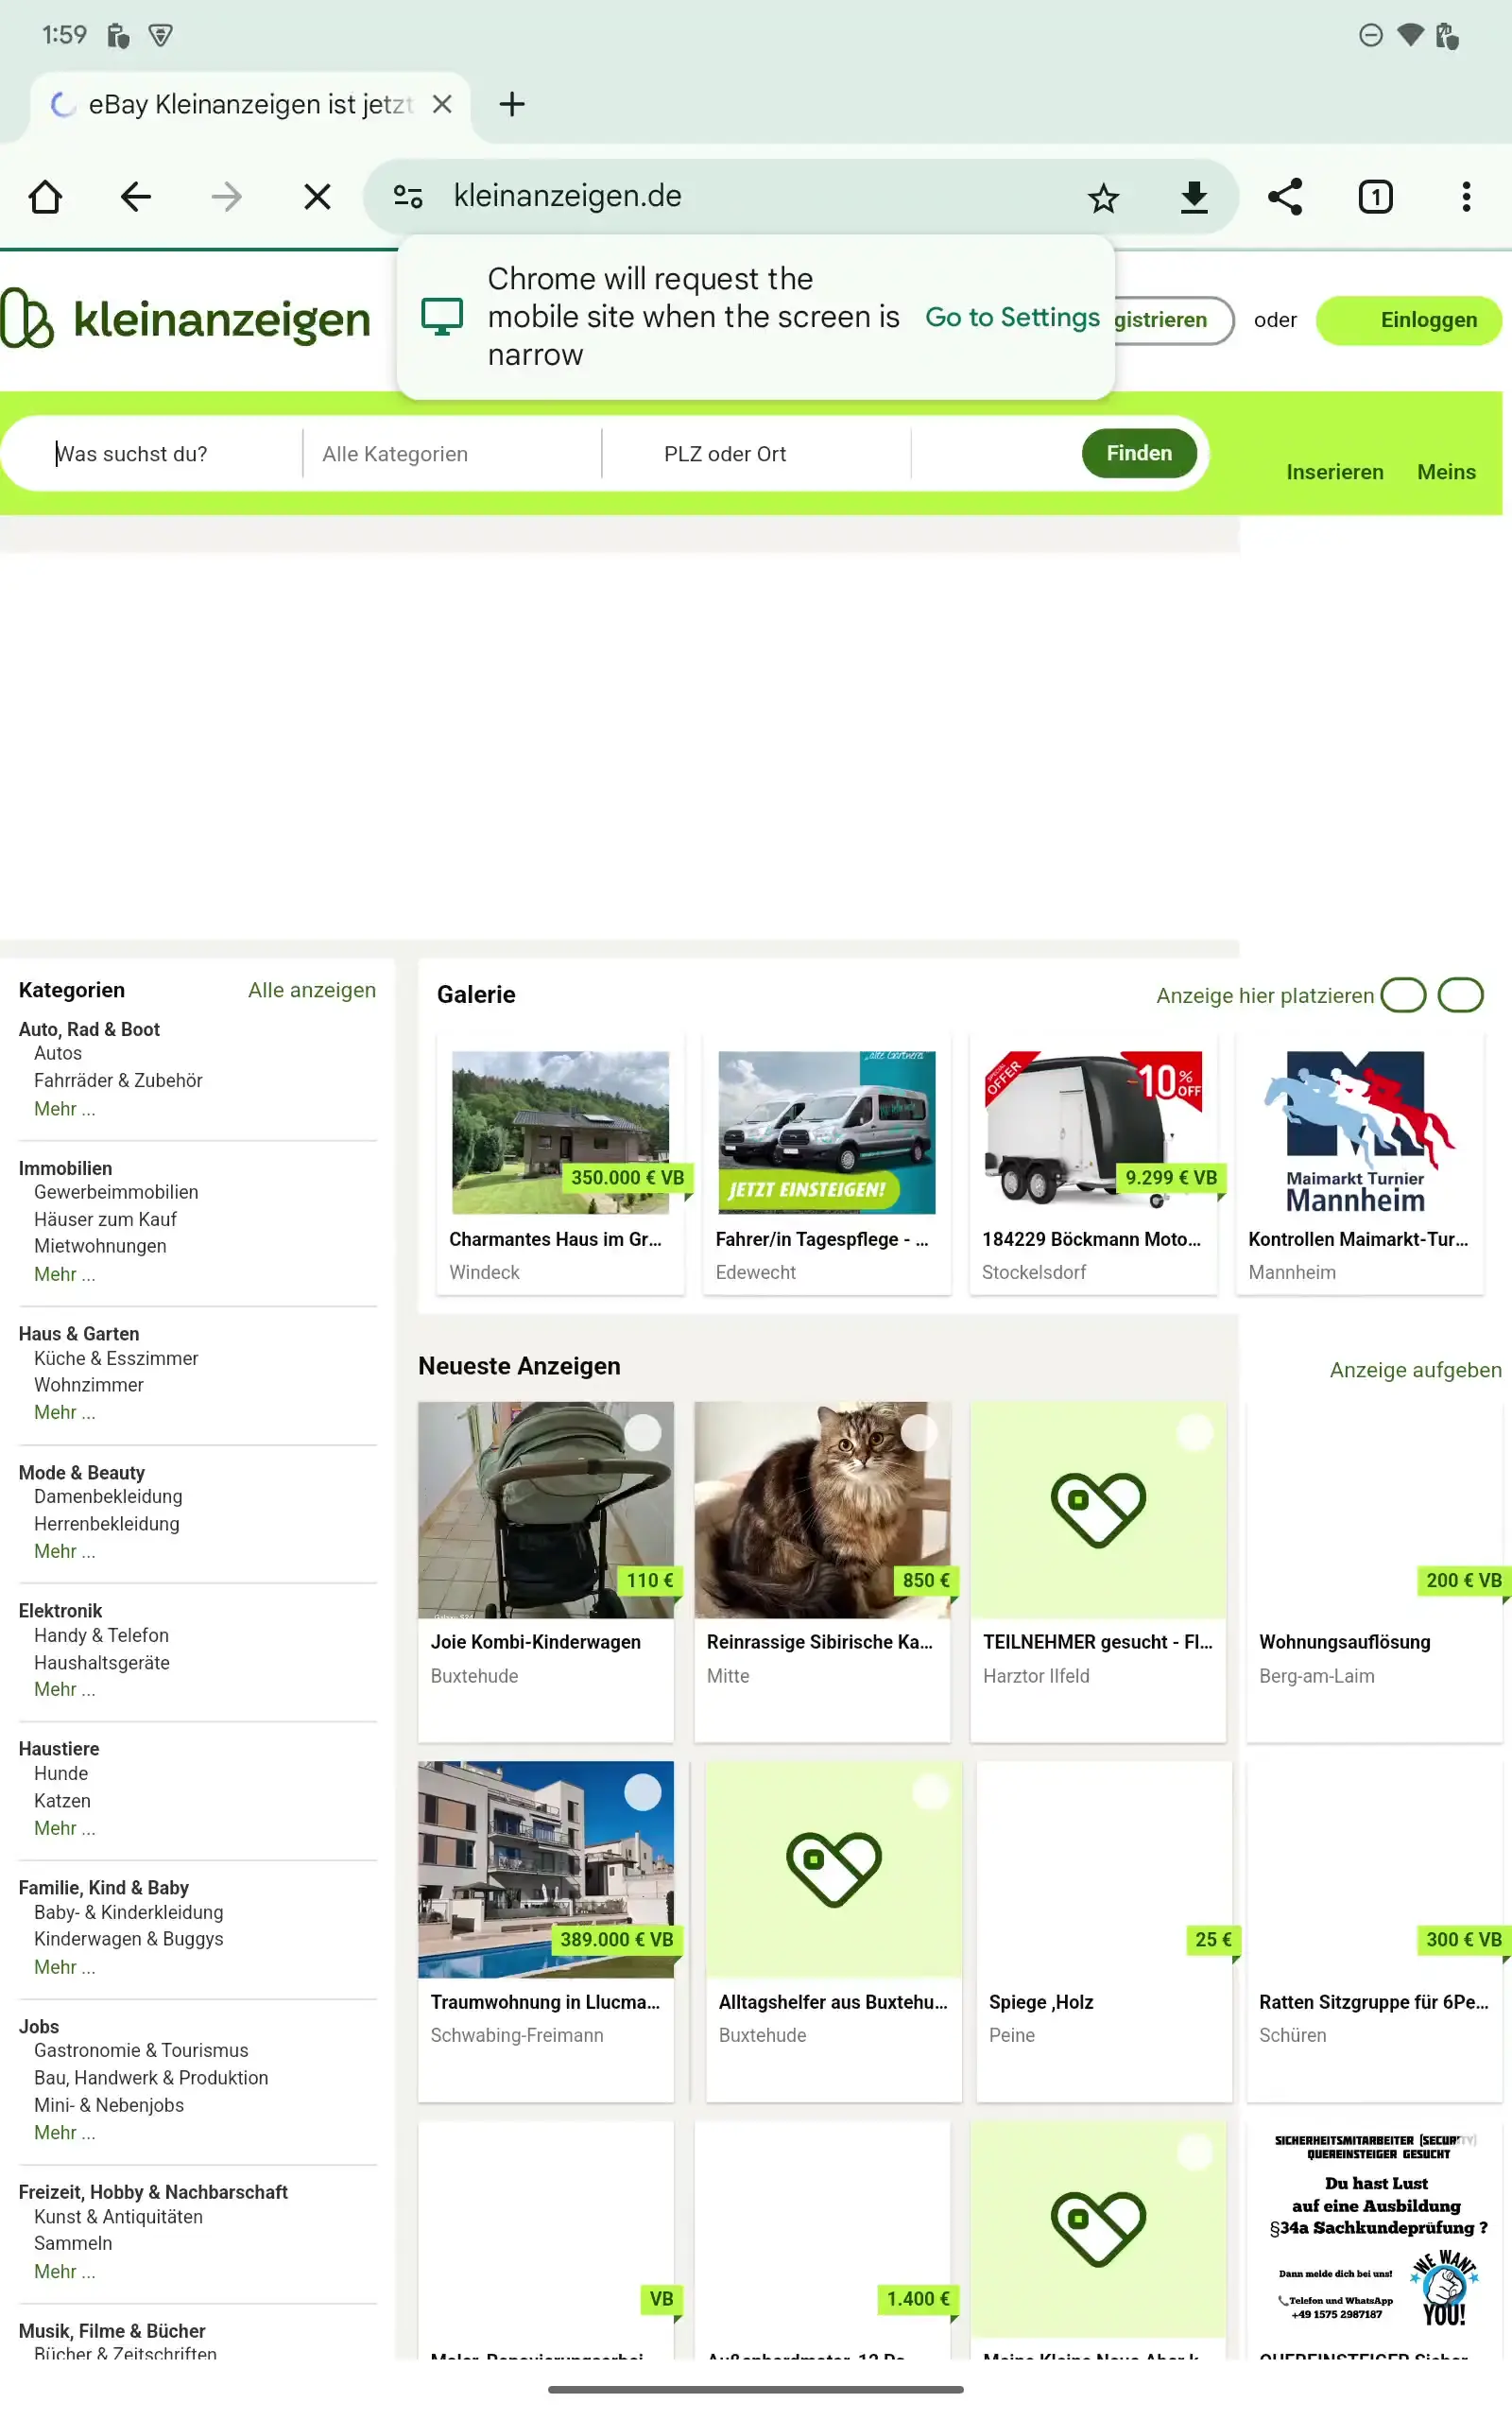 1:59
eBay Kleinanzeigen ist jetzt
kleinanzeigen.de
1
Chrome will request the
mobile site when the screen is
narrow
Go to Settings
kleinanzeigen
gistrieren
oder
Einloggen
Was suchst du?
Alle Kategorien
PLZ oder Ort
Finden
Inserieren
Meins
Kategorien
Alle anzeigen
Auto, Rad & Boot
Autos
Fahrräder & Zubehör
Mehr ...
Immobilien
Gewerbeimmobilien
Häuser zum Kauf
Mietwohnungen
Mehr ...
Haus & Garten
Küche & Esszimmer
Wohnzimmer
Mehr ...
Mode & Beauty
Damenbekleidung
Herrenbekleidung
Mehr ...
Elektronik
Handy & Telefon
Haushaltsgeräte
Mehr ...
Haustiere
Hunde
Katzen
Mehr ...
Familie, Kind & Baby
Baby- & Kinderkleidung
Kinderwagen & Buggys
Mehr ...
Jobs
Gastronomie & Tourismus
Bau, Handwerk & Produktion
Mini- & Nebenjobs
Mehr ...
Freizeit, Hobby & Nachbarschaft
Kunst & Antiquitäten
Sammeln
Mehr ...
Musik, Filme & Bücher
Bücher & Zeitschriften
Galerie
Anzeige hier platzieren
350.000 € VB
Charmantes Haus im Gr...
Windeck
JETZT EINSTEIGEN!
Fahrer/in Tagespflege - ...
Edewecht
SPECIAL
OFFER
10%
OFF
9.299 € VB
184229 Böckmann Moto...
Stockelsdorf
Maimarkt Turnier
Mannheim
Kontrollen Maimarkt-Tur...
Mannheim
Neueste Anzeigen
Anzeige aufgeben
110 €
Joie Kombi-Kinderwagen
Buxtehude
850 €
Reinrassige Sibirische Ka...
Mitte
TEILNEHMER gesucht - Fl...
Harztor Ilfeld
200 € VB
Wohnungsauflösung
Berg-am-Laim
389.000 € VB
Traumwohnung in Llucma...
Schwabing-Freimann
Alltagshelfer aus Buxtehu...
Buxtehude
25 €
Spiege ,Holz
Peine
300 € VB
Ratten Sitzgruppe für 6Pe...
Schüren
VB
1.400 €
SICHERHEITSMITARBEITER (SECURITY)
QUEREINSTEIGER GESUCHT
Du hast Lust
auf eine Ausbildung
§34a Sachkundeprüfung ?
Dann melde dich bei uns!
Telefon und WhatsApp
+49 1575 2987187
WE WANT
YOU!